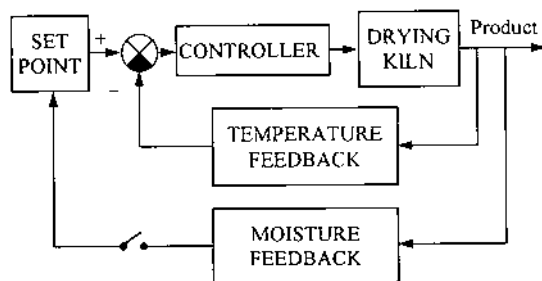 SET
POINT
+
−
CONTROLLER
DRYING
KILN
Product
TEMPERATURE
FEEDBACK
MOISTURE
FEEDBACK